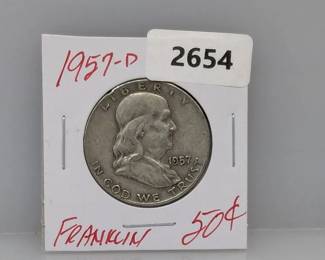 1957-D
2654
LIBERTY
1957
IN GOD WE TRUST
FRANKLIN 50¢